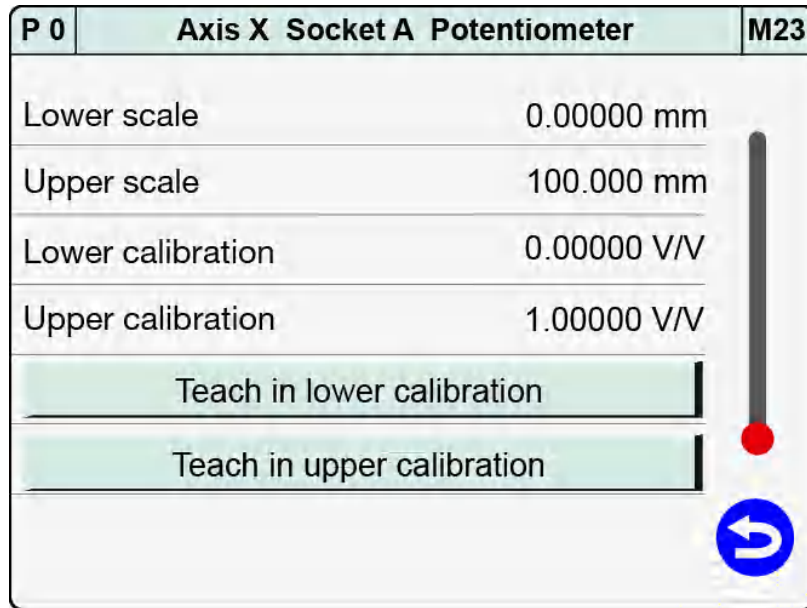 P 0 Axis X Socket A Potentiometer M23
Lower scale 0.00000 mm
Upper scale 100.000 mm
Lower calibration 0.00000 V/V
Upper calibration 1.00000 V/V
Teach in lower calibration
Teach in upper calibration